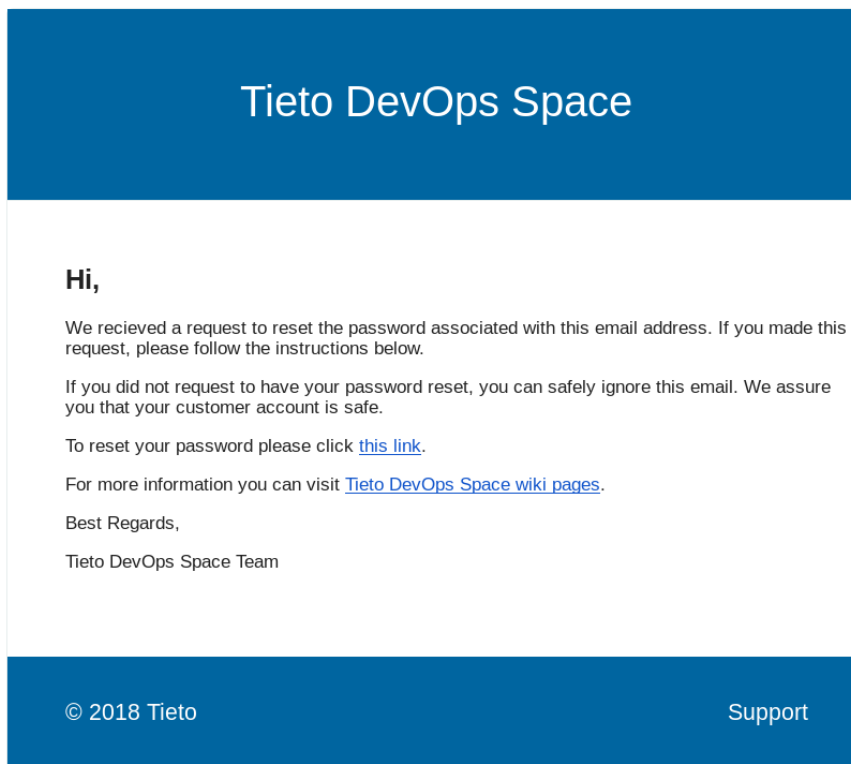 Tieto DevOps Space
Hi,
We recieved a request to reset the password associated with this email address. If you made this
request, please follow the instructions below.
If you did not request to have your password reset, you can safely ignore this email. We assure
you that your customer account is safe.
To reset your password please click this link.
For more information you can visit Tieto DevOps Space wiki pages.
Best Regards,
Tieto DevOps Space Team
© 2018 Tieto
Support